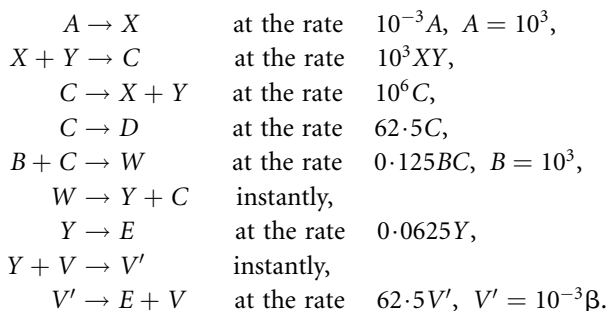 A → X at the rate 10⁻³A, A = 10³,
X + Y → C at the rate 10³XY,
C → X + Y at the rate 10⁶C,
C → D at the rate 62·5C,
B + C → W at the rate 0·125BC, B = 10³,
W → Y + C instantly,
Y → E at the rate 0·0625Y,
Y + V → V′ instantly,
V′ → E + V at the rate 62·5V′, V′ = 10⁻³β.